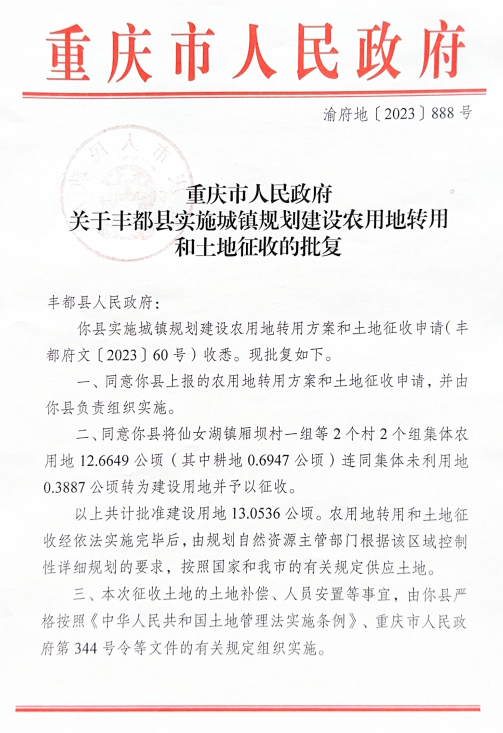 重庆市人民政府
渝府地〔2023〕888号
重庆市人民政府
关于丰都县实施城镇规划建设农用地转用
和土地征收的批复
丰都县人民政府：
你县实施城镇规划建设农用地转用方案和土地征收申请（丰
都府文〔2023〕60号）收悉。现批复如下。
一、同意你县上报的农用地转用方案和土地征收申请，并由
你县负责组织实施。
二、同意你县将仙女湖镇厢坝村一组等2个村2个组集体农
用地12.6649公顷（其中耕地0.6947公顷）连同集体未利用地
0.3887公顷转为建设用地并予以征收。
以上共计批准建设用地13.0536公顷。农用地转用和土地征
收经依法实施完毕后，由规划自然资源主管部门根据该区域控制
性详细规划的要求，按照国家和我市的有关规定供应土地。
三、本次征收土地的土地补偿、人员安置等事宜，由你县严
格按照《中华人民共和国土地管理法实施条例》、重庆市人民政
府第344号令等文件的有关规定组织实施。